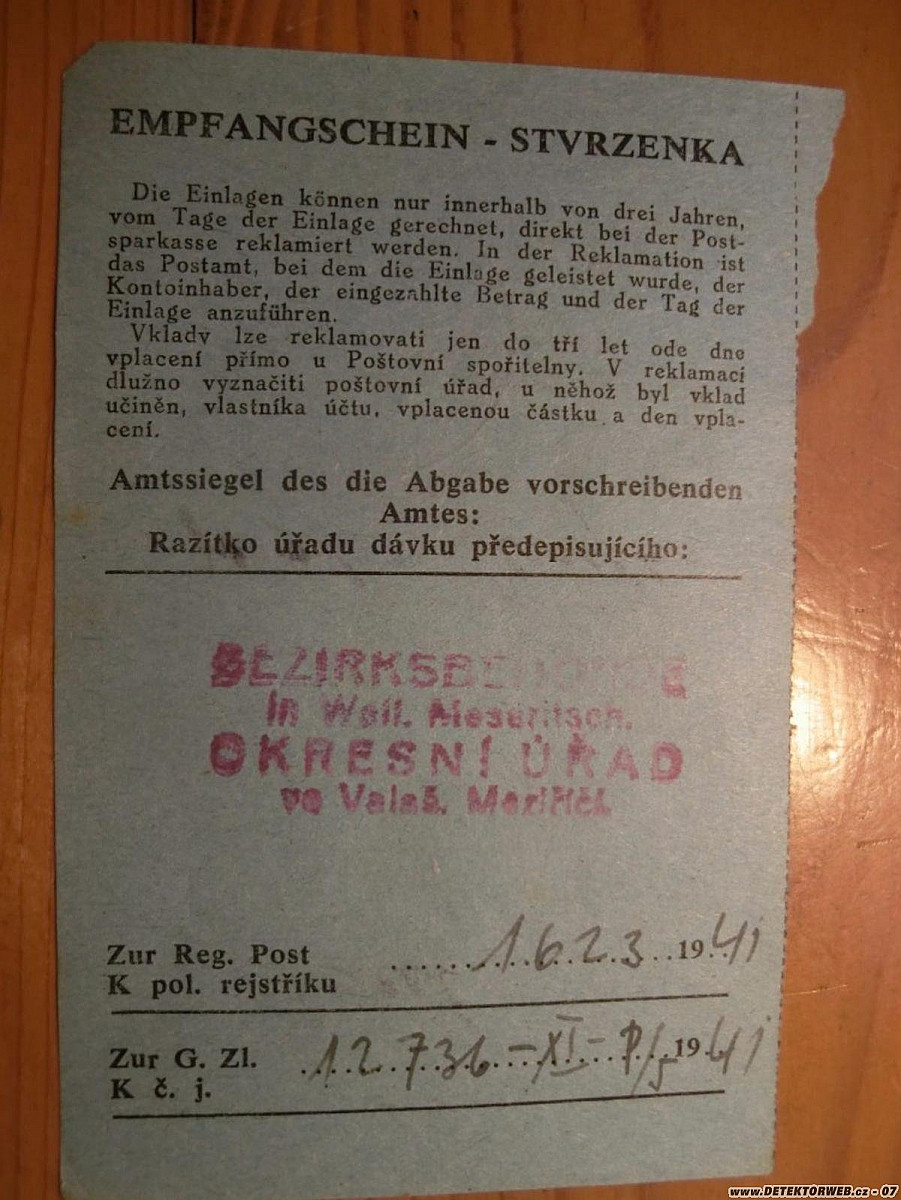 EMPFANGSCHEIN - STVRZENKA
Die Einlagen können nur innerhalb von drei Jahren,
vom Tage der Einlage gerechnet, direkt bei der Post-
sparkasse reklamiert werden. In der Reklamation ist
das Postamt, bei dem die Einlage geleistet wurde, der
Kontoinhaber, der eingezahlte Betrag und der Tag der
Einlage anzuführen.
Vklady lze reklamovati jen do tří let ode dne
vplacení přímo u Poštovní spořitelny. V reklamaci
dlužno vyznačiti poštovní úřad, u něhož byl vklad
učiněn, vlastníka účtu, vplacenou částku a den vpla-
cení.
Amtssiegel des die Abgabe vorschreibenden
Amtes:
Razítko úřadu dávku předepisujícího:
BEZIRKSBEHÖRDE
in Wall. Meseritsch.
OKRESNÍ ÚŘAD
ve Valaš. Meziříčí.
Zur Reg. Post ........1623...1941
K pol. rejstříku
Zur G. Zl. 12.736-XI-P/5 1941
K č. j.
www.DETEKTORWEB.cz - 07